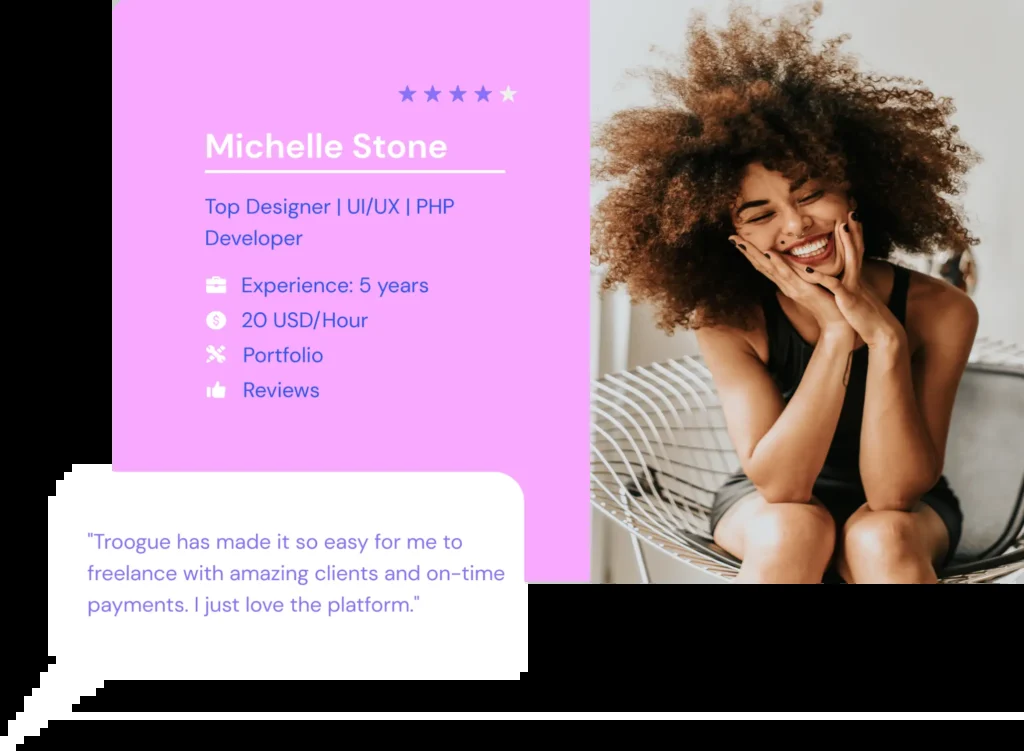 Michelle Stone
Top Designer | UI/UX | PHP
Developer
Experience: 5 years
20 USD/Hour
Portfolio
Reviews
"Troogue has made it so easy for me to
freelance with amazing clients and on-time
payments. I just love the platform."